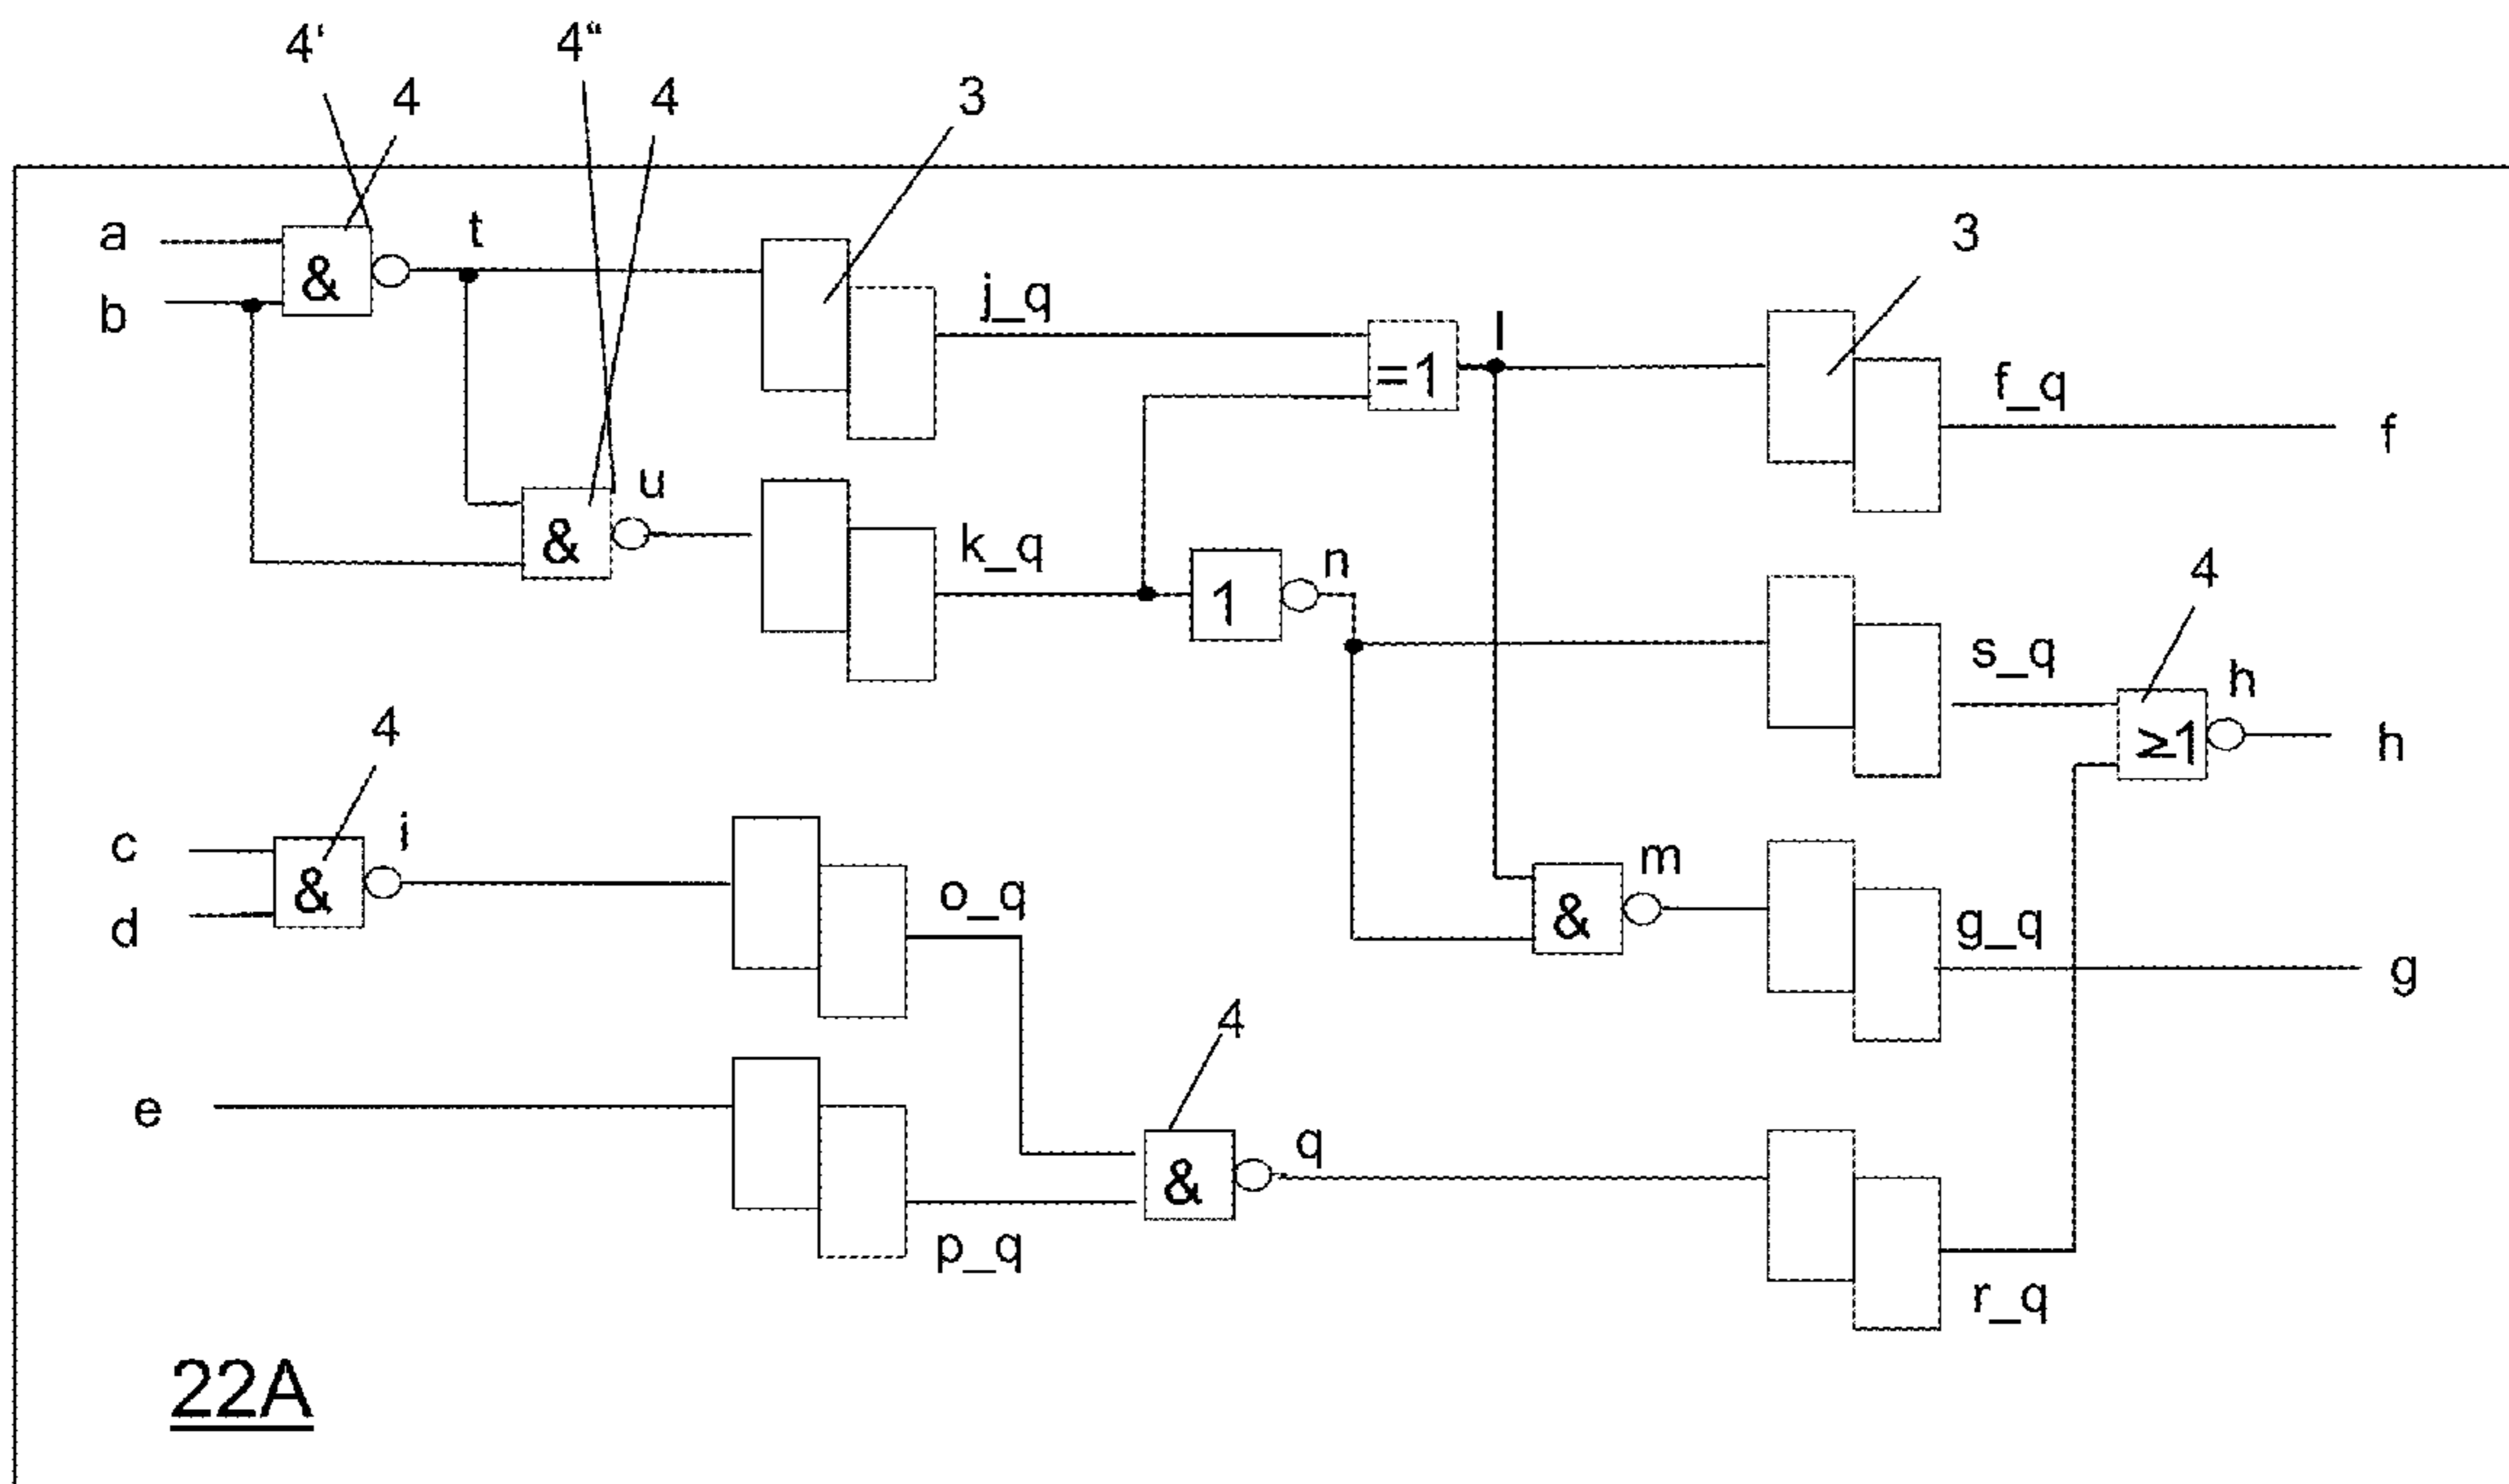 4' 4“
4 4 3
a t 3
& j_q
b l
=1 f_q
f
u
& k_q n 4
1 s_q h
4 ≥1 h
c i m
& o_q & g_q
d g
4
e q
& 
p_q r_q
22A